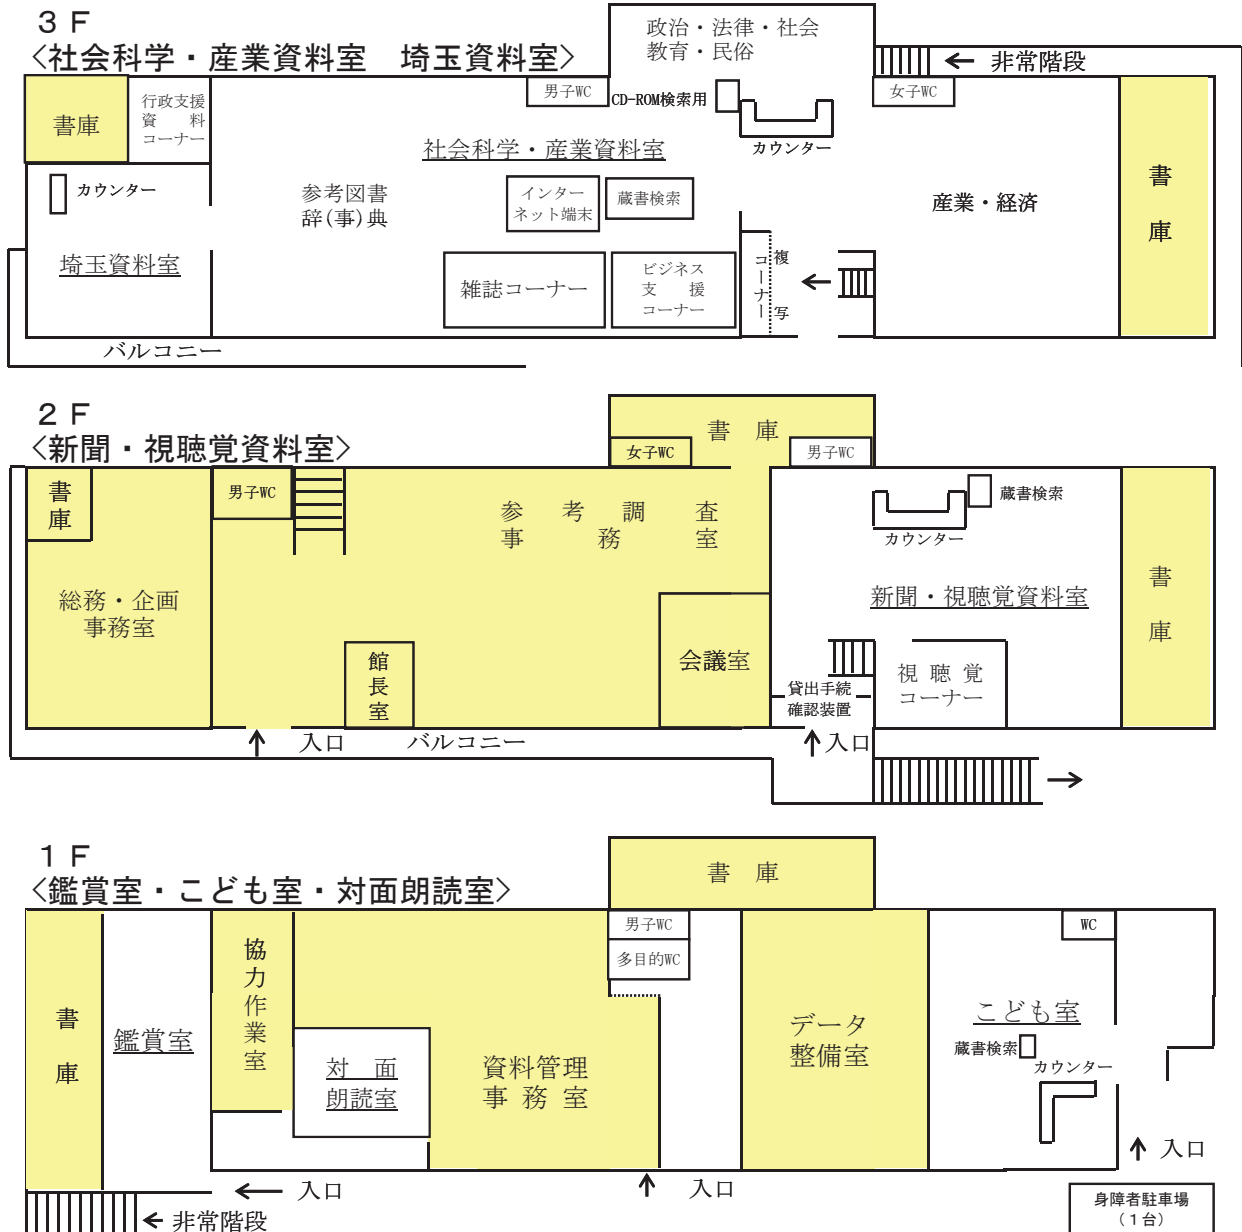 3F
<社会科学・産業資料室　埼玉資料室>
政治・法律・社会
教育・民俗
非常階段
書庫
行政支援
資　料
コーナー
男子WC
CD-ROM検索用
カウンター
女子WC
社会科学・産業資料室
カウンター
参考図書
辞(事)典
インター
ネット端末
蔵書検索
産業・経済
書
庫
埼玉資料室
雑誌コーナー
ビジネス
支　援
コーナー
複写
コーナー
バルコニー
2F
<新聞・視聴覚資料室>
書　庫
女子WC
男子WC
書
庫
男子WC
参考調査
事務室
蔵書検索
カウンター
総務・企画
事務室
新聞・視聴覚資料室
書
庫
館
長
室
会議室
貸出手続
確認装置
視聴覚
コーナー
入口
バルコニー
入口
1F
<鑑賞室・こども室・対面朗読室>
書　庫
男子WC
多目的WC
WC
協
力
作
業
室
書
庫
鑑賞室
対　面
朗読室
資料管理
事務室
データ
整備室
こども室
蔵書検索
カウンター
入口
入口
入口
非常階段
身障者駐車場
（1台）